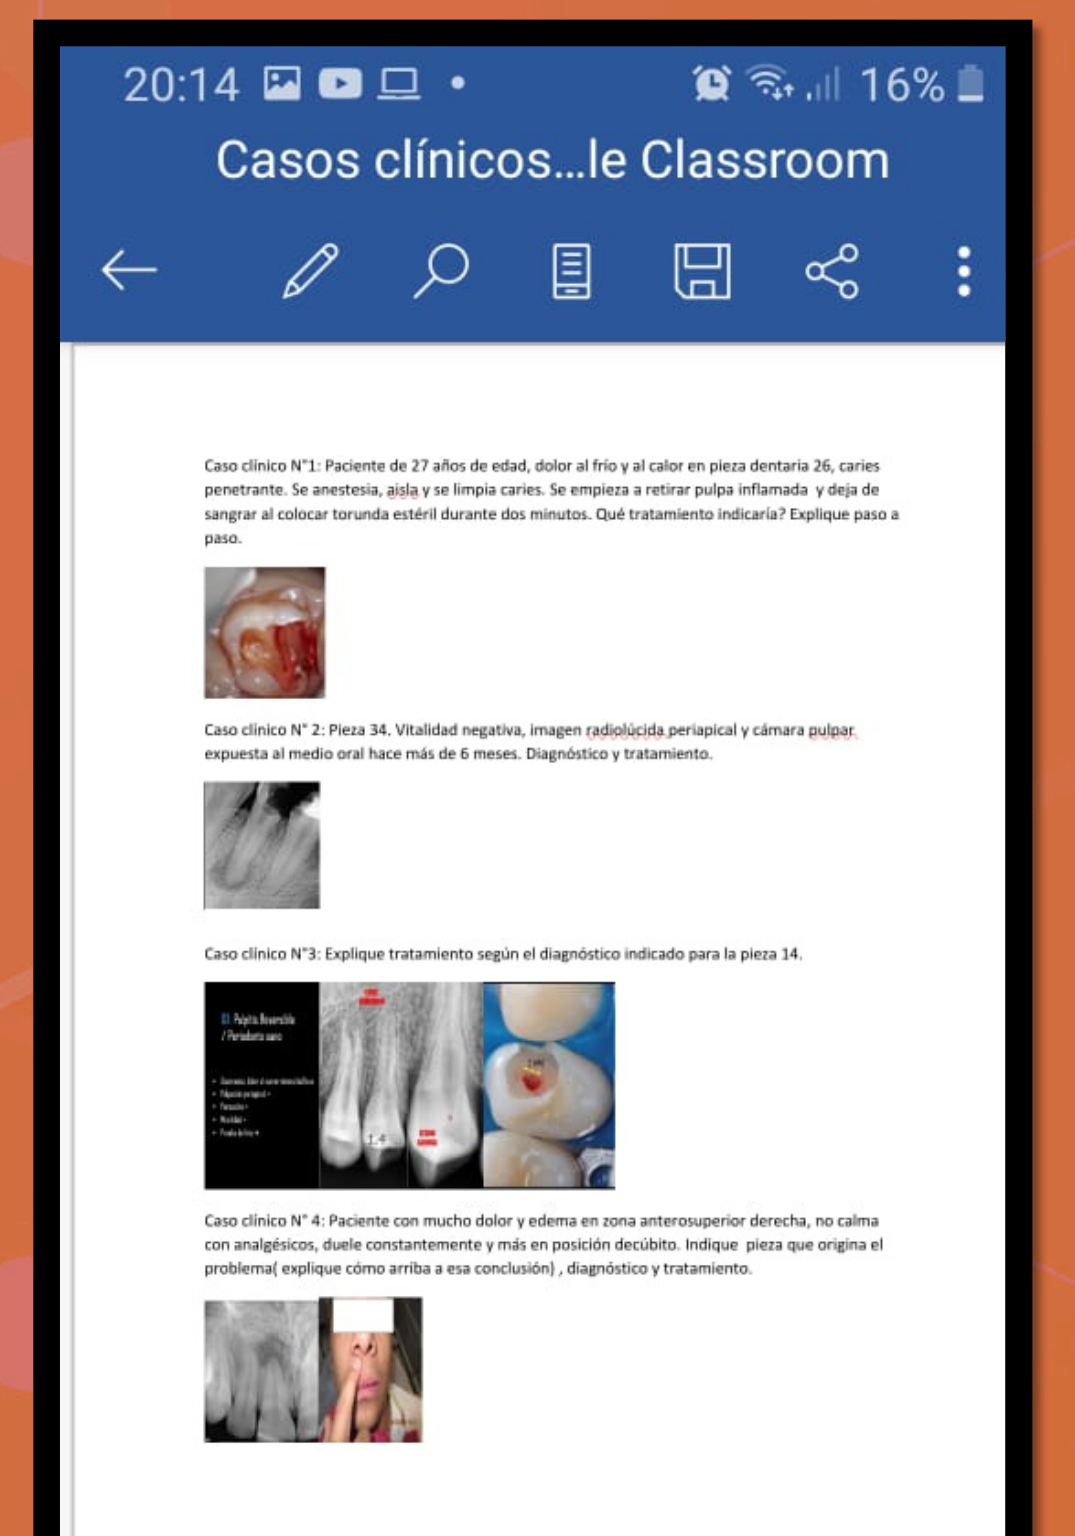 20:14
16%
Casos clínicos...le Classroom
Caso clínico N°1: Paciente de 27 años de edad, dolor al frío y al calor en pieza dentaria 26, caries
penetrante. Se anestesia, aisla y se limpia caries. Se empieza a retirar pulpa inflamada y deja de
sangrar al colocar torunda estéril durante dos minutos. Qué tratamiento indicaría? Explique paso a
paso.
Caso clínico N° 2: Pieza 34. Vitalidad negativa, imagen radiolúcida periapical y cámara pulpar
expuesta al medio oral hace más de 6 meses. Diagnóstico y tratamiento.
Caso clínico N°3: Explique tratamiento según el diagnóstico indicado para la pieza 14.
Pulpitis Reversible
/ Periodonto sano
1.4
Caso clínico N° 4: Paciente con mucho dolor y edema en zona anterosuperior derecha, no calma
con analgésicos, duele constantemente y más en posición decúbito. Indique pieza que origina el
problema( explique cómo arriba a esa conclusión) , diagnóstico y tratamiento.